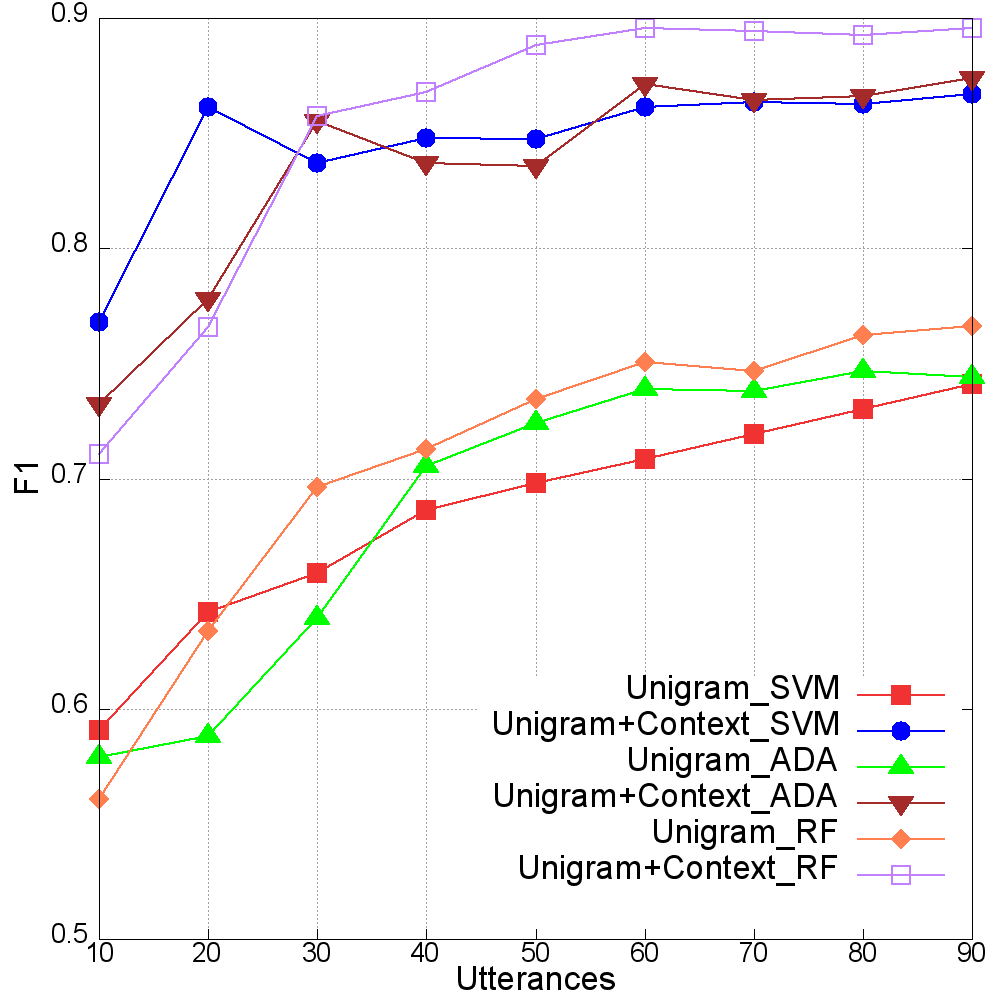 0.9
0.8
0.7
0.6
0.5
F1
Unigram_SVM
Unigram+Context_SVM
Unigram_ADA
Unigram+Context_ADA
Unigram_RF
Unigram+Context_RF
10 20 30 40 50 60 70 80 90
Utterances